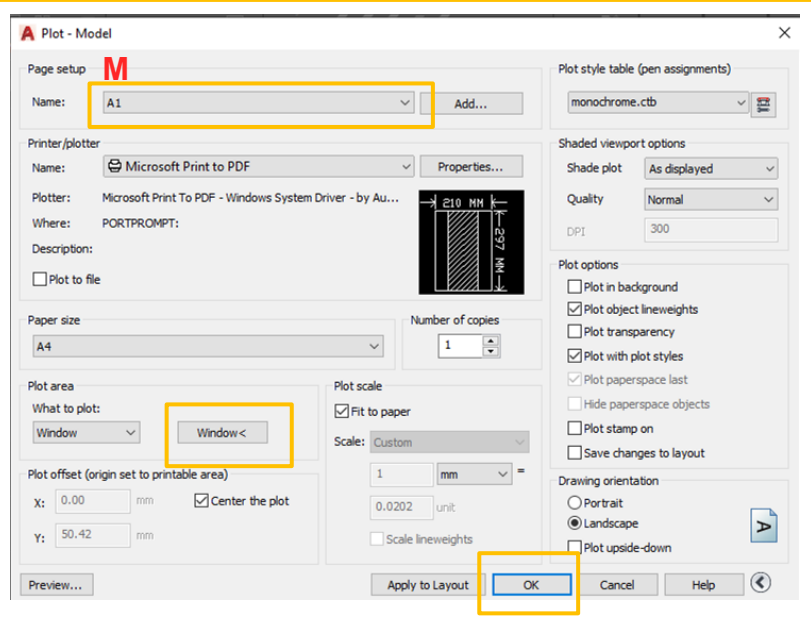 Plot - Model
Page setup
M
Name: A1 Add...
Printer/plotter
Name: Microsoft Print to PDF Properties...
Plotter: Microsoft Print To PDF - Windows System Driver - by Au...
Where: PORTPROMPT:
Description:
Plot to file
210 MM
297 MM
Paper size
A4
Number of copies
1
Plot area
What to plot:
Window Window<
Plot scale
Fit to paper
Scale: Custom
1 mm =
0.0202 unit
Scale lineweights
Plot offset (origin set to printable area)
X: 0.00 mm Center the plot
Y: 50.42 mm
Plot style table (pen assignments)
monochrome.ctb
Shaded viewport options
Shade plot As displayed
Quality Normal
DPI 300
Plot options
Plot in background
Plot object lineweights
Plot transparency
Plot with plot styles
Plot paperspace last
Hide paperspace objects
Plot stamp on
Save changes to layout
Drawing orientation
Portrait
Landscape
Plot upside-down
A
Preview... Apply to Layout OK Cancel Help